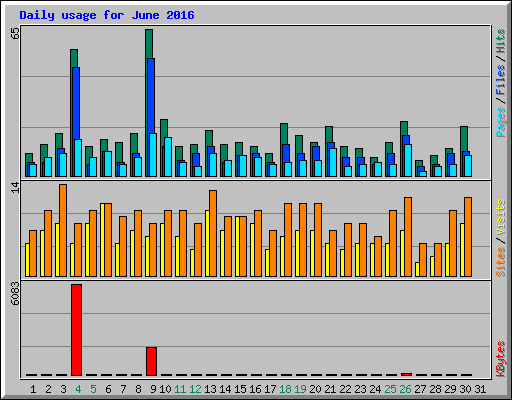 Daily usage for June 2016
65
Pages / Files / Hits
14
Sites / Visits
6083
KBytes
1 2 3 4 5 6 7 8 9 10 11 12 13 14 15 16 17 18 19 20 21 22 23 24 25 26 27 28 29 30 31